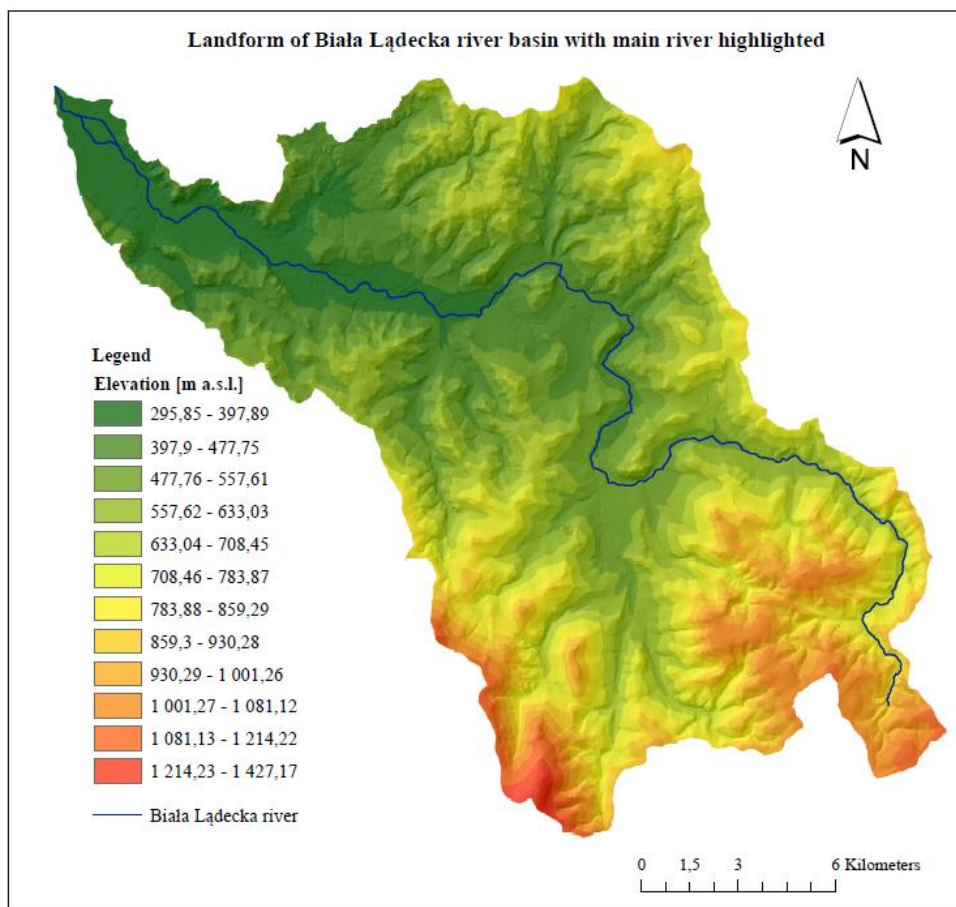 Landform of Biała Lądecka river basin with main river highlighted
N
Legend
Elevation [m a.s.l.]
295,85 - 397,89
397,9 - 477,75
477,76 - 557,61
557,62 - 633,03
633,04 - 708,45
708,46 - 783,87
783,88 - 859,29
859,3 - 930,28
930,29 - 1 001,26
1 001,27 - 1 081,12
1 081,13 - 1 214,22
1 214,23 - 1 427,17
Biała Lądecka river
0 1,5 3 6 Kilometers